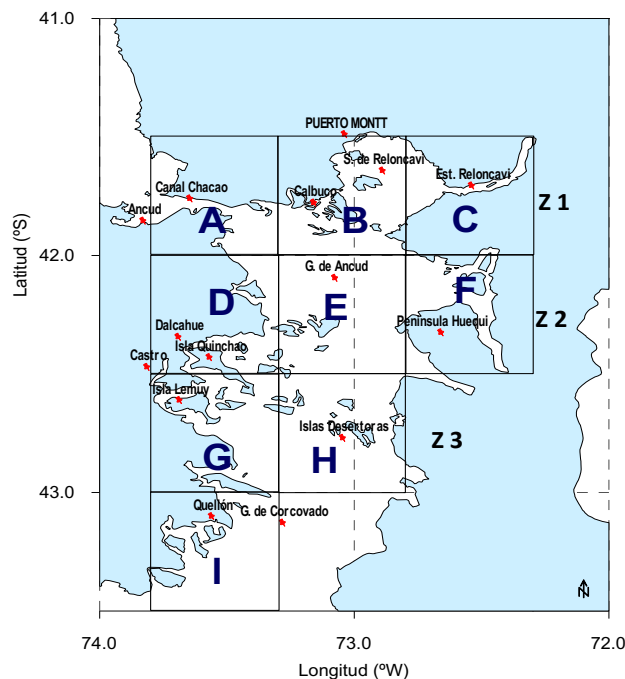 41.0
PUERTO MONTT
S. de Reloncavi
Est. Reloncavi
Canal Chacao
Calbuco
Ancud
A
B
C
Z 1
42.0
G. de Ancud
D
E
F
Z 2
Dalcahue
Península Huequi
Isla Quinchao
Castro
Isla Lemuy
Islas Desertoras
Z 3
G
H
43.0
Quellón
G. de Corcovado
I
N
74.0
73.0
72.0
Longitud (ºW)
Latitud (ºS)